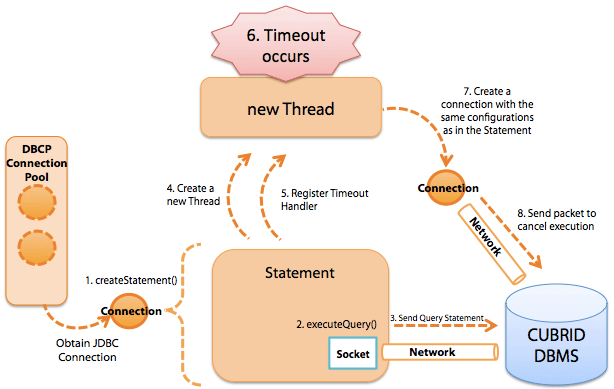 6. Timeout
occurs
new Thread
7. Create a
connection with the
same configurations
as in the Statement
DBCP
Connection
Pool
4. Create a
new Thread
5. Register Timeout
Handler
Connection
8. Send packet to
cancel execution
Network
1. createStatement()
Connection
Obtain JDBC
Connection
Statement
2. executeQuery()
3. Send Query Statement
Socket
Network
CUBRID
DBMS